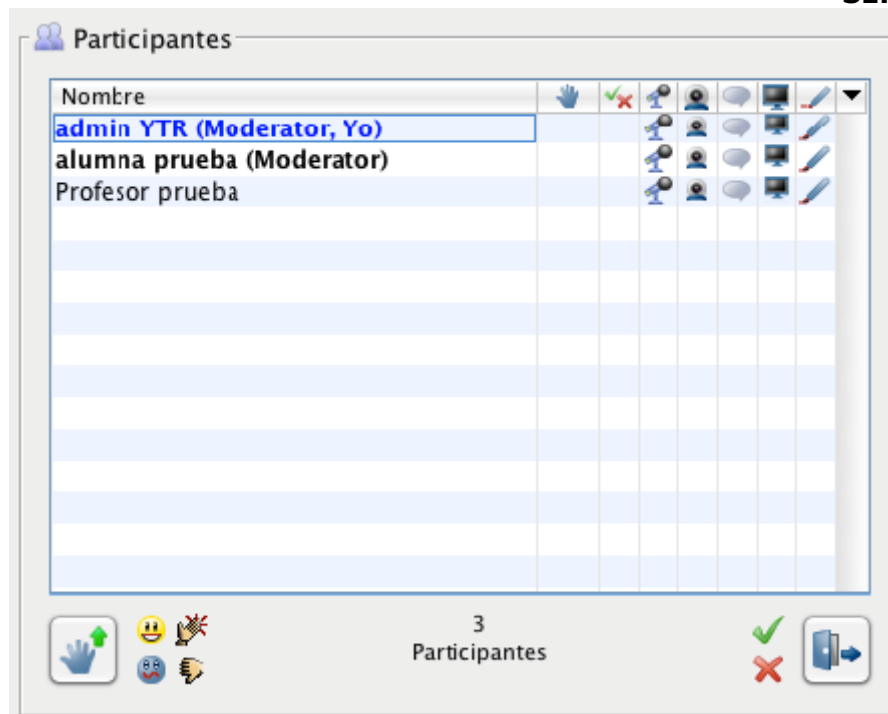 Participantes
Nombre
admin YTR (Moderator, Yo)
alumna prueba (Moderator)
Profesor prueba
3
Participantes